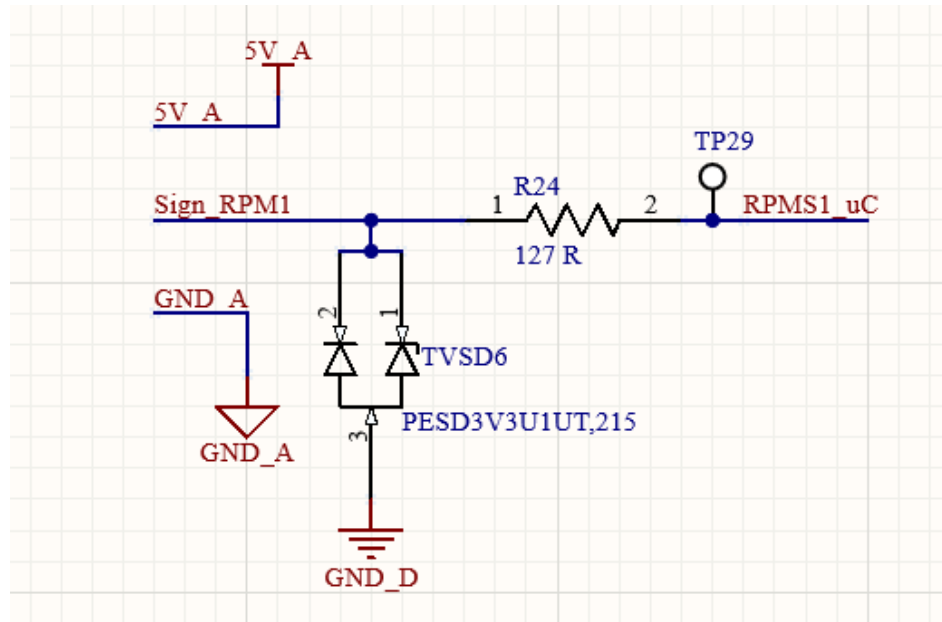 5V_A
5V_A
TP29
R24
Sign_RPM1
1
2
RPMS1_uC
127 R
GND_A
2
1
TVSD6
PESD3V3U1UT,215
3
GND_A
GND_D